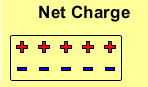 Net Charge
+ + + + +
- - - - -